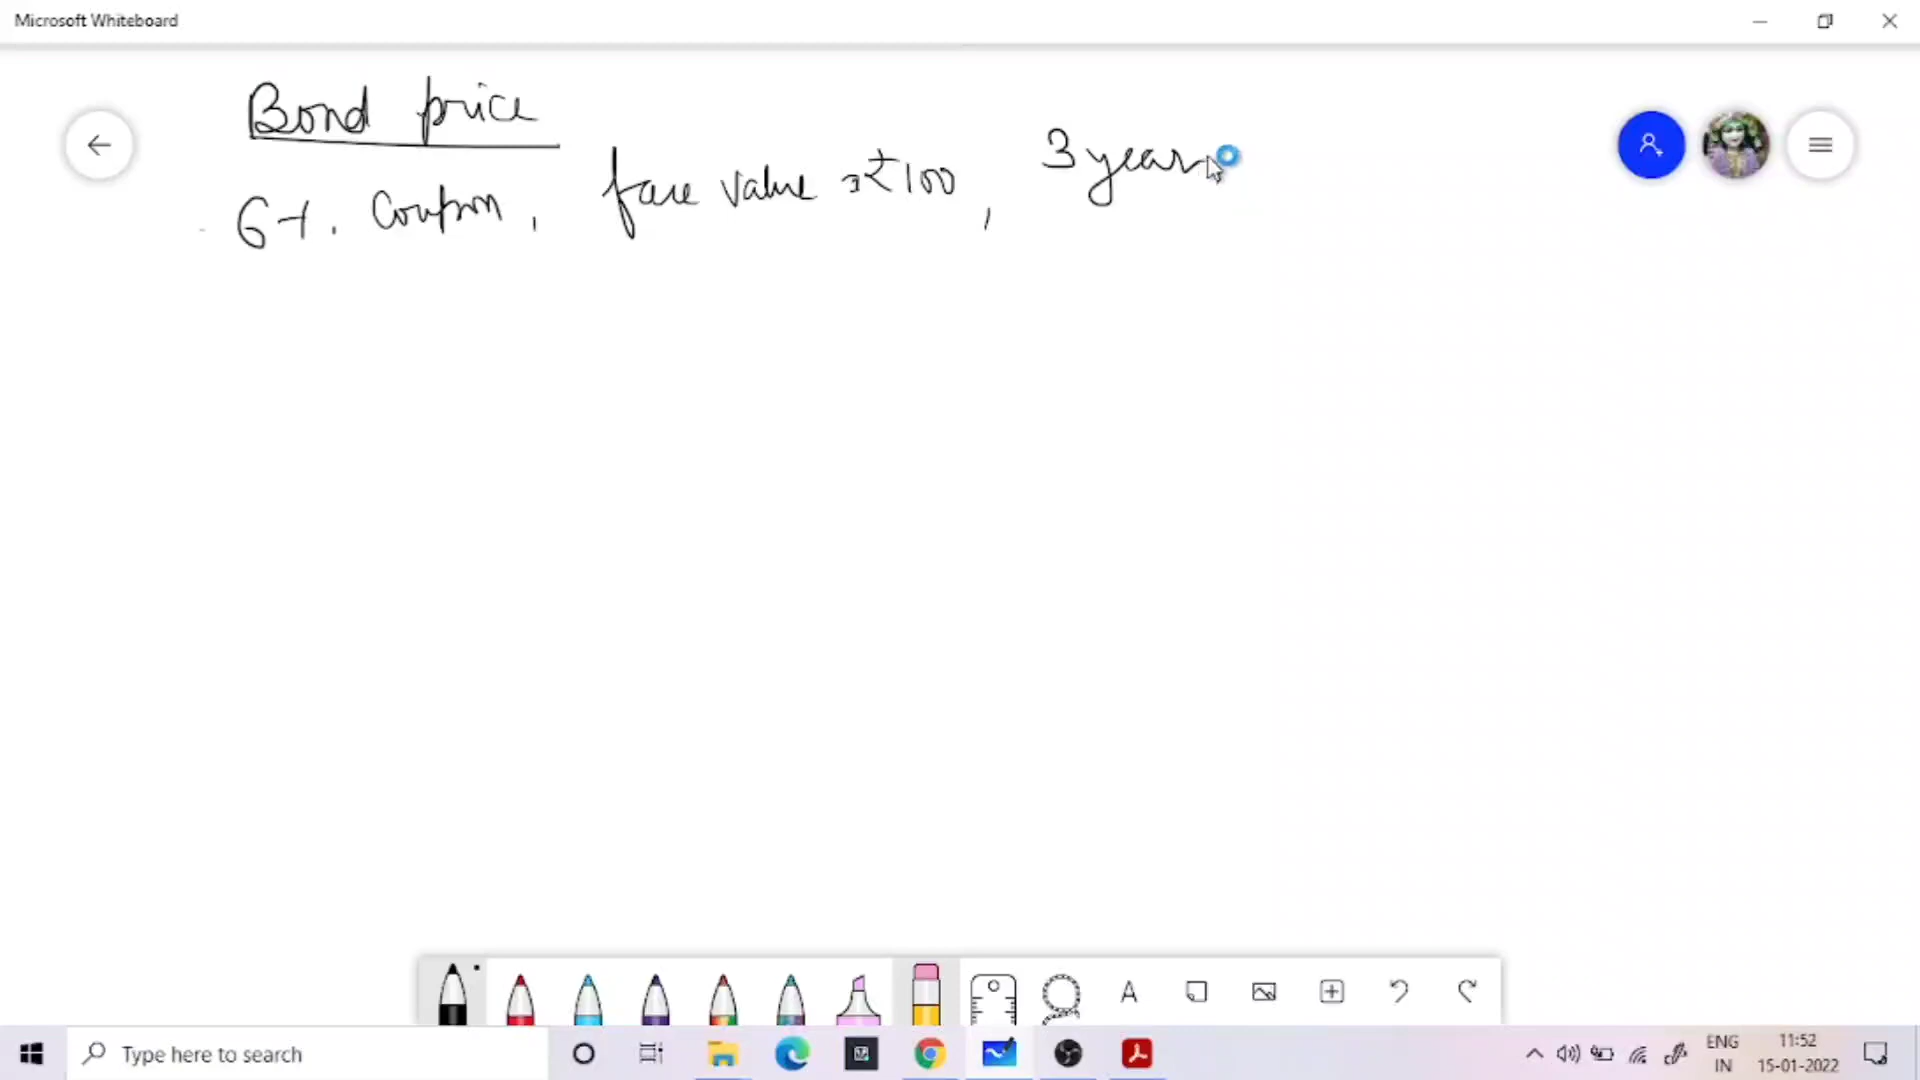 Microsoft Whiteboard
Bond price
6%. Coupon, face value ₹100, 3 years
A
Type here to search
ENG
IN
11:52
15-01-2022